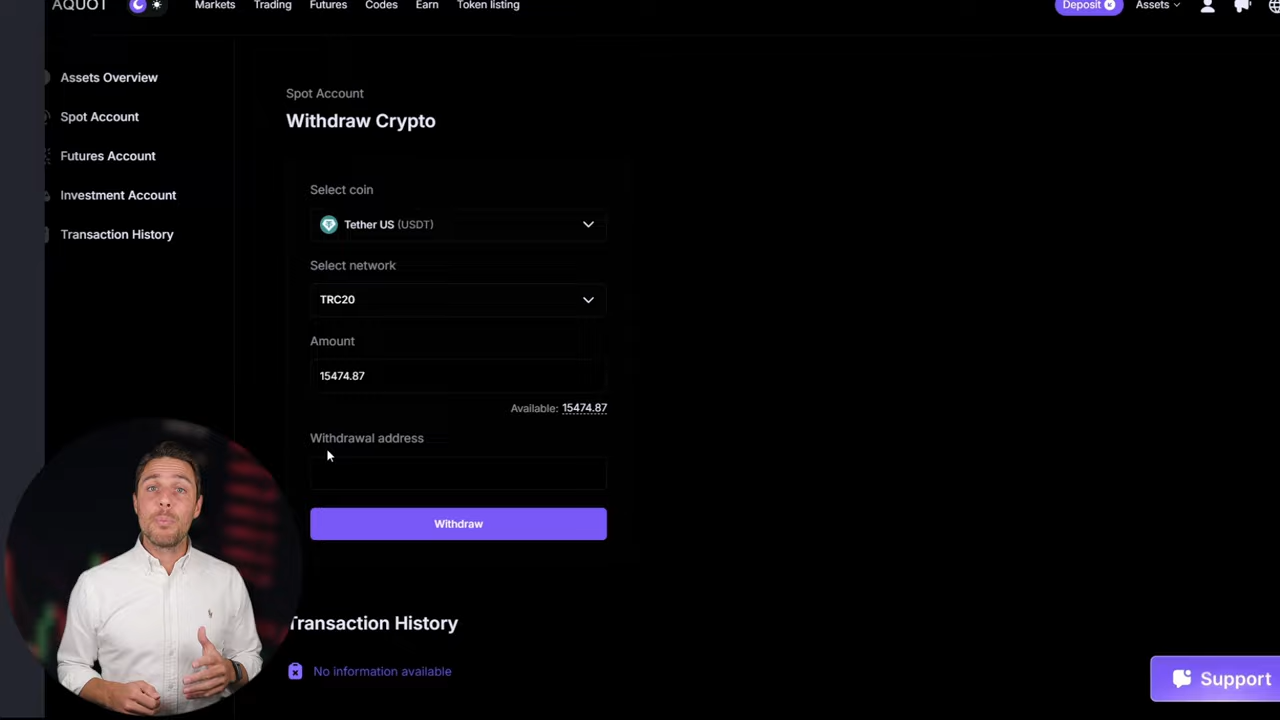 AQUOT
Markets
Trading
Futures
Codes
Earn
Token listing
Deposit
Assets
Assets Overview
Spot Account
Futures Account
Investment Account
Transaction History
Spot Account
Withdraw Crypto
Select coin
Tether US (USDT)
Select network
TRC20
Amount
15474.87
Available: 15474.87
Withdrawal address
Withdraw
Transaction History
No information available
Support